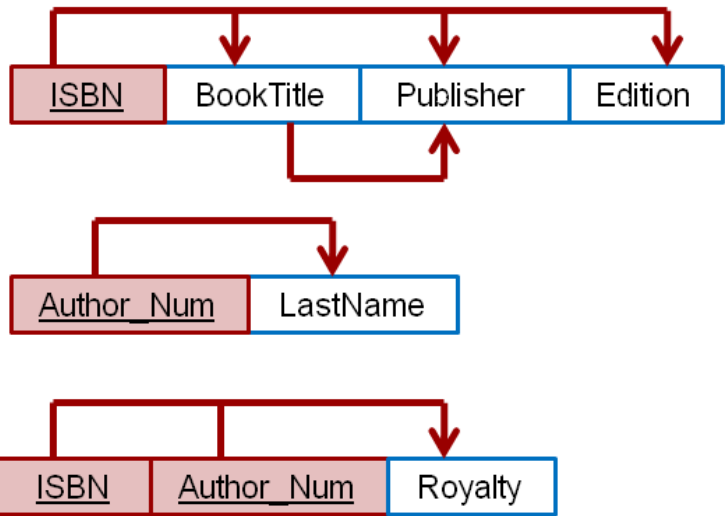 ISBN BookTitle Publisher Edition
Author_Num LastName
ISBN Author_Num Royalty